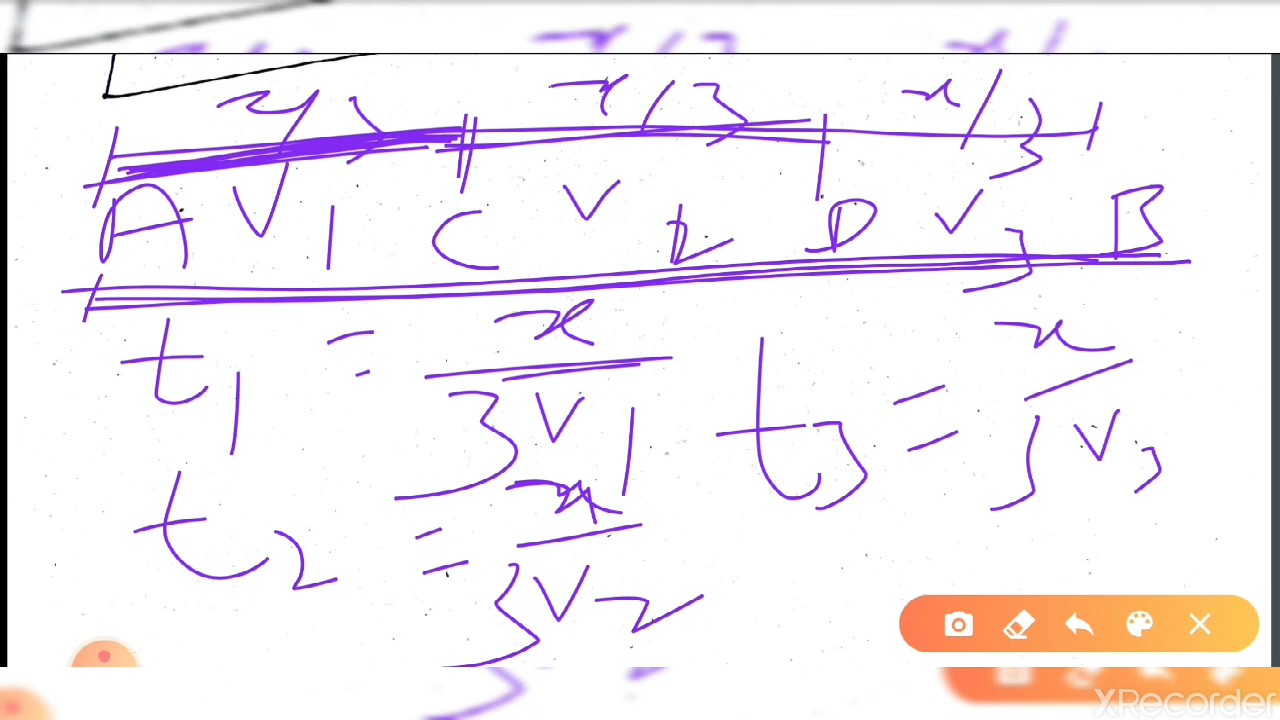 x/3 x/3 x/3
A V1 C V2 D V3 B
t1 = x/3V1 t3 = x/3V3
t2 = x/3V2
XRecorder